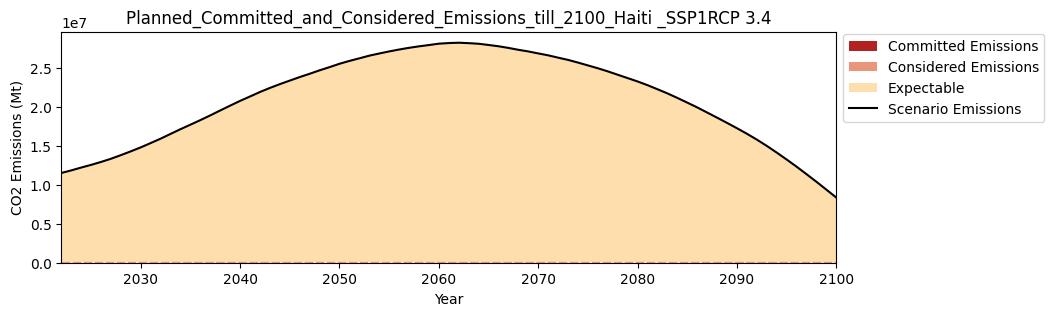 Planned_Committed_and_Considered_Emissions_till_2100_Haiti _SSP1RCP 3.4
1e7
Committed Emissions
Considered Emissions
Expectable
Scenario Emissions
CO2 Emissions (Mt)
2.5
2.0
1.5
1.0
0.5
0.0
2030 2040 2050 2060 2070 2080 2090 2100
Year